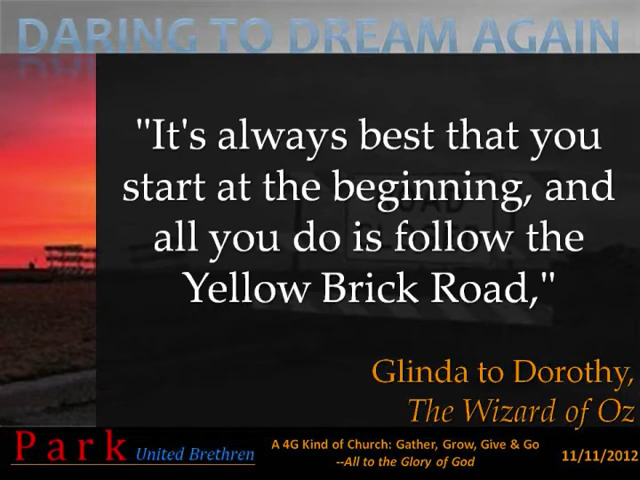 DARING TO DREAM AGAIN
"It's always best that you
start at the beginning, and
all you do is follow the
Yellow Brick Road,"
Glinda to Dorothy,
The Wizard of Oz
Park United Brethren
A 4G Kind of Church: Gather, Grow, Give & Go
--All to the Glory of God
11/11/2012